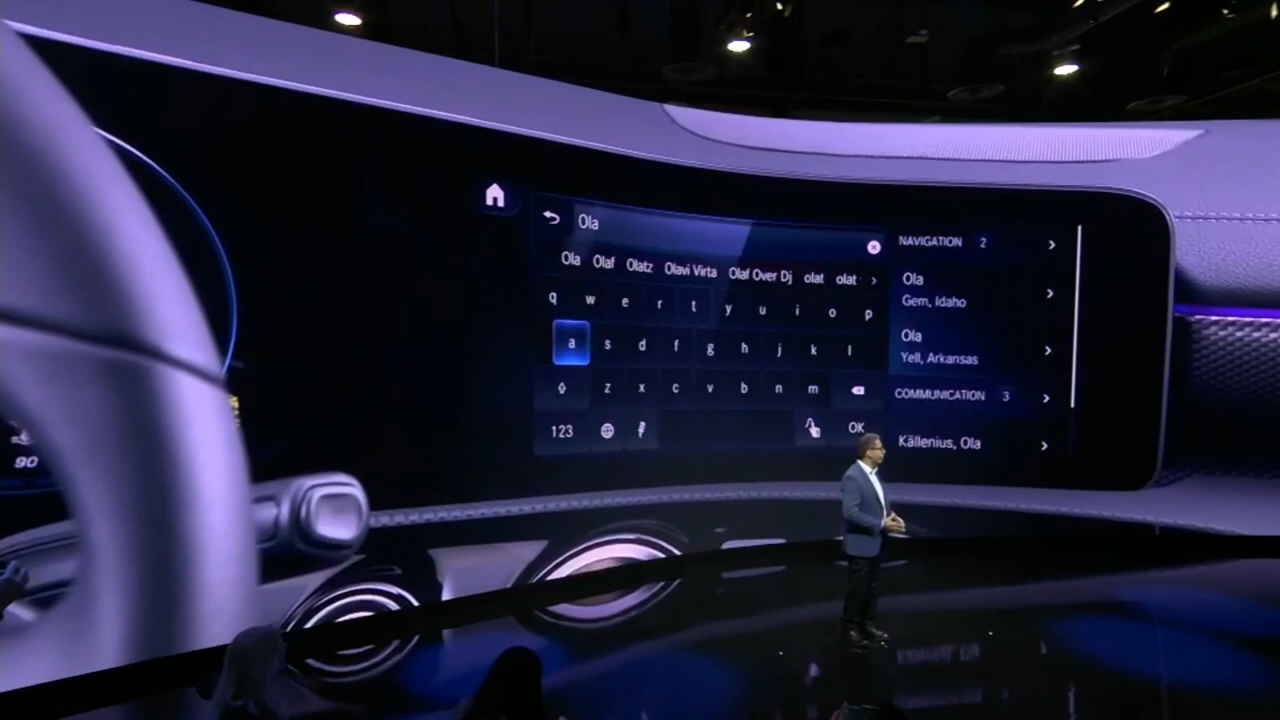 Ola
Ola Olaf Olatz Olavi Virta Olaf Over Dj olat olat
q w e r t y u i o p
a s d f g h j k l
z x c v b n m
123 OK
NAVIGATION 2
Ola
Gem, Idaho
Ola
Yell, Arkansas
COMMUNICATION 3
Källenius, Ola
90